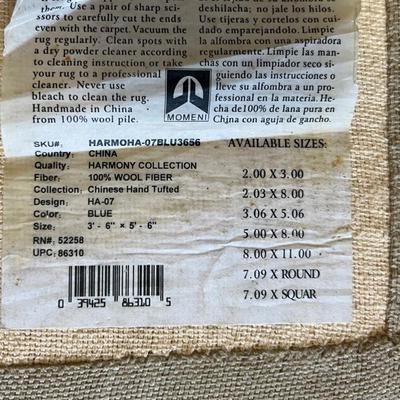 them. Use a pair of sharp sci-
ssors to carefully cut the ends
even with the carpet. Vacuum the
rug regularly. Clean spots with
a dry powder cleaner according
to cleaning instruction or take
your rug to a professional
cleaner. Never use
bleach to clean the rug.
Handmade in China
from 100% wool pile.
MOMENI
deshilacha; no jale los hilos.
Use tijeras y cortelos con cuidado
emparejandolo. Limpie
la alfombra con una aspiradora
regularmente. Limpie las man-
chas con un limpiador seco si-
guiendo las instrucciones o
lleve su alfombra a un prof-
esional en la materia. Hecha
de100% de lana pura en
China con aguja de gancho.
SKU#: HARMOHA-07BLU3656
Country: CHINA
Quality: HARMONY COLLECTION
Fiber: 100% WOOL FIBER
Collection: Chinese Hand Tufted
Design: HA-07
Color: BLUE
Size: 3' - 6" × 5' - 6"
RN#: 52258
UPC: 86310
0 39425 86310 5
AVAILABLE SIZES:
2.00 X 3.00
2.03 X 8.00
3.06 X 5.06
5.00 X 8.00
8.00 X 11.00
7.09 X ROUND
7.09 X SQUAR